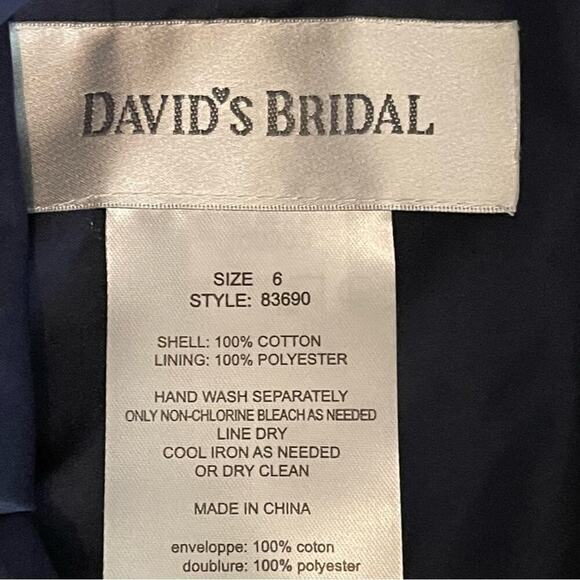 DAVID'S BRIDAL
SIZE 6
STYLE: 83690
SHELL: 100% COTTON
LINING: 100% POLYESTER
HAND WASH SEPARATELY
ONLY NON-CHLORINE BLEACH AS NEEDED
LINE DRY
COOL IRON AS NEEDED
OR DRY CLEAN
MADE IN CHINA
enveloppe: 100% coton
doublure: 100% polyester